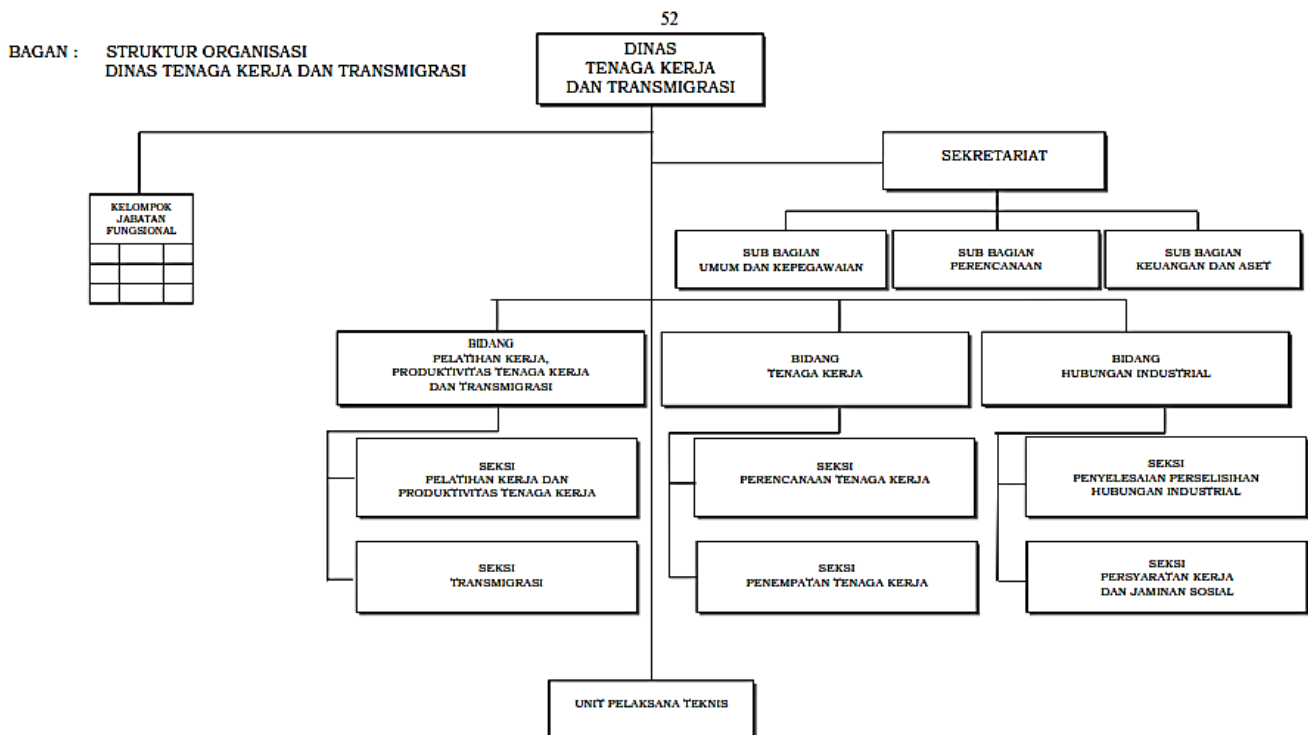 52
BAGAN : STRUKTUR ORGANISASI
DINAS TENAGA KERJA DAN TRANSMIGRASI
DINAS
TENAGA KERJA
DAN TRANSMIGRASI
SEKRETARIAT
KELOMPOK
JABATAN
FUNGSIONAL
SUB BAGIAN
UMUM DAN KEPEGAWAIAN
SUB BAGIAN
PERENCANAAN
SUB BAGIAN
KEUANGAN DAN ASET
BIDANG
PELATIHAN KERJA,
PRODUKTIVITAS TENAGA KERJA
DAN TRANSMIGRASI
BIDANG
TENAGA KERJA
BIDANG
HUBUNGAN INDUSTRIAL
SEKSI
PELATIHAN KERJA DAN
PRODUKTIVITAS TENAGA KERJA
SEKSI
PERENCANAAN TENAGA KERJA
SEKSI
PENYELESAIAN PERSELISIHAN
HUBUNGAN INDUSTRIAL
SEKSI
TRANSMIGRASI
SEKSI
PENEMPATAN TENAGA KERJA
SEKSI
PERSYARATAN KERJA
DAN JAMINAN SOSIAL
UNIT PELAKSANA TEKNIS